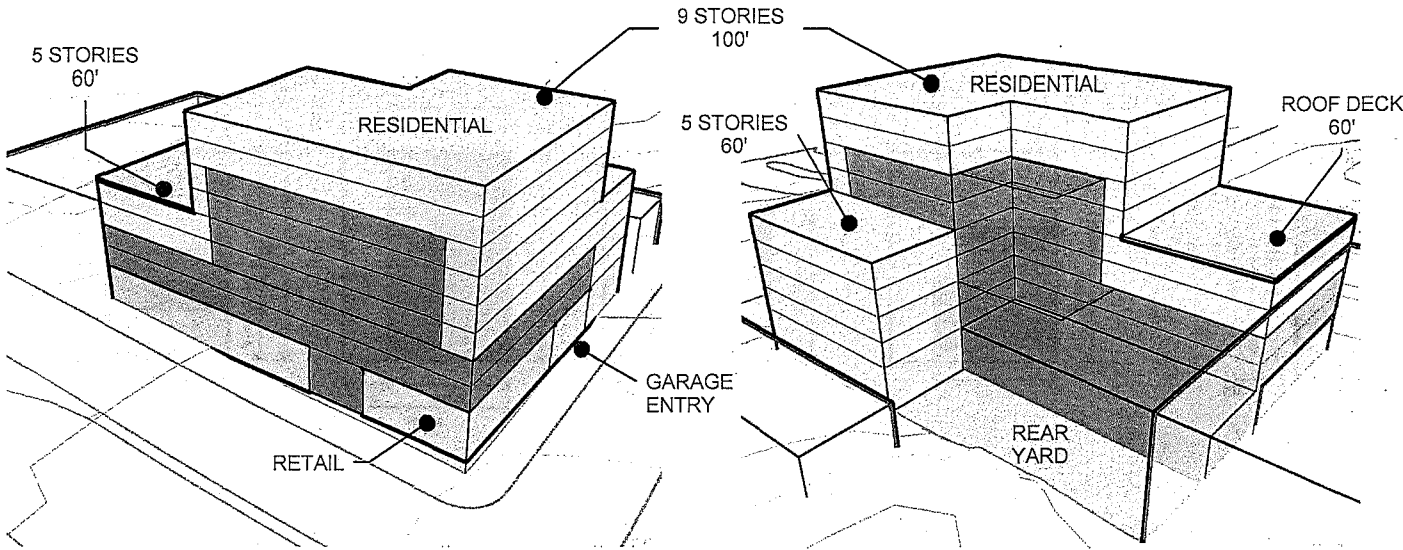 9 STORIES
100'
5 STORIES
60'
RESIDENTIAL
GARAGE
ENTRY
RETAIL
RESIDENTIAL
5 STORIES
60'
ROOF DECK
60'
REAR
YARD